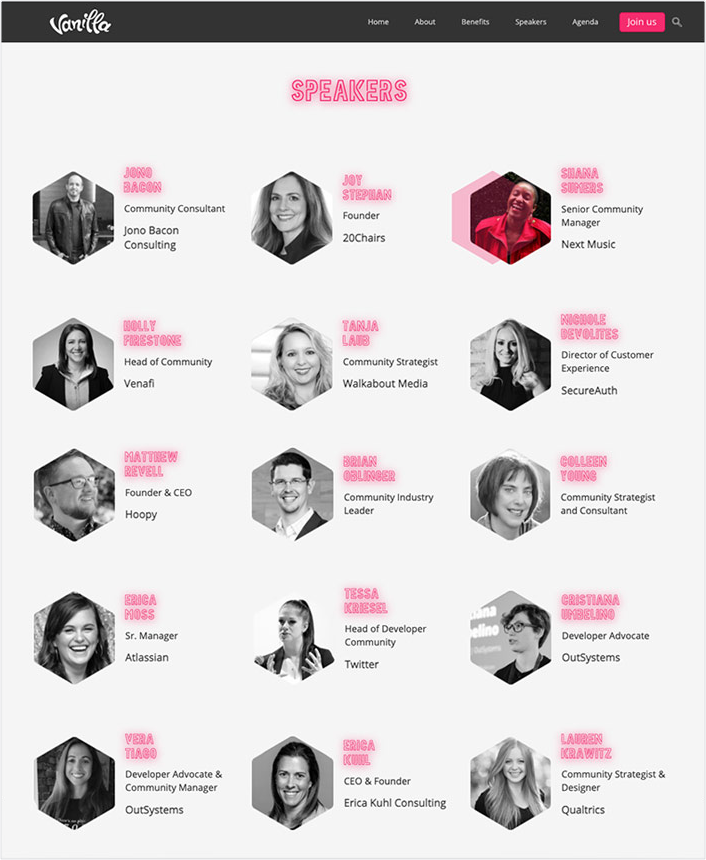 Vanilla
Home About Benefits Speakers Agenda Join us
SPEAKERS
JONO
BACON
Community Consultant
Jono Bacon
Consulting
JOY
STEPHAN
Founder
20Chairs
SHANA
SUMERS
Senior Community
Manager
Next Music
HOLLY
FIRESTONE
Head of Community
Venafi
TANJA
LAUB
Community Strategist
Walkabout Media
NICHOLE
DEVOLITES
Director of Customer
Experience
SecureAuth
MATTHEW
REVELL
Founder & CEO
Hoopy
BRIAN
OBLINGER
Community Industry
Leader
COLLEEN
YOUNG
Community Strategist
and Consultant
ERICA
MOSS
Sr. Manager
Atlassian
TESSA
KRIESEL
Head of Developer
Community
Twitter
CRISTIANA
UMBELINO
Developer Advocate
OutSystems
VERA
TIAGO
Developer Advocate &
Community Manager
OutSystems
ERICA
KUHL
CEO & Founder
Erica Kuhl Consulting
LAUREN
KRAWITZ
Community Strategist &
Designer
Qualtrics